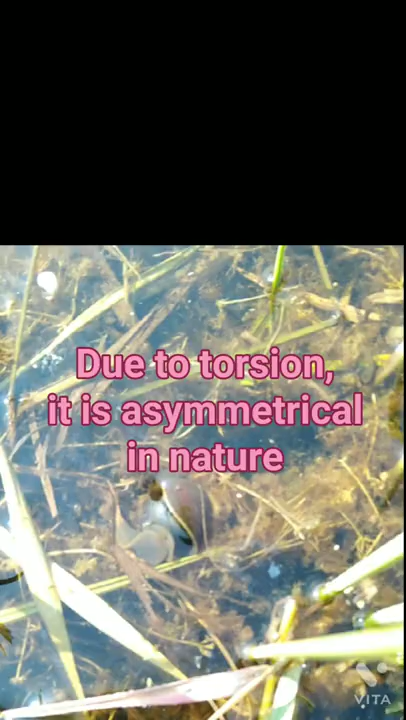 Due to torsion,
it is asymmetrical
in nature
VITA